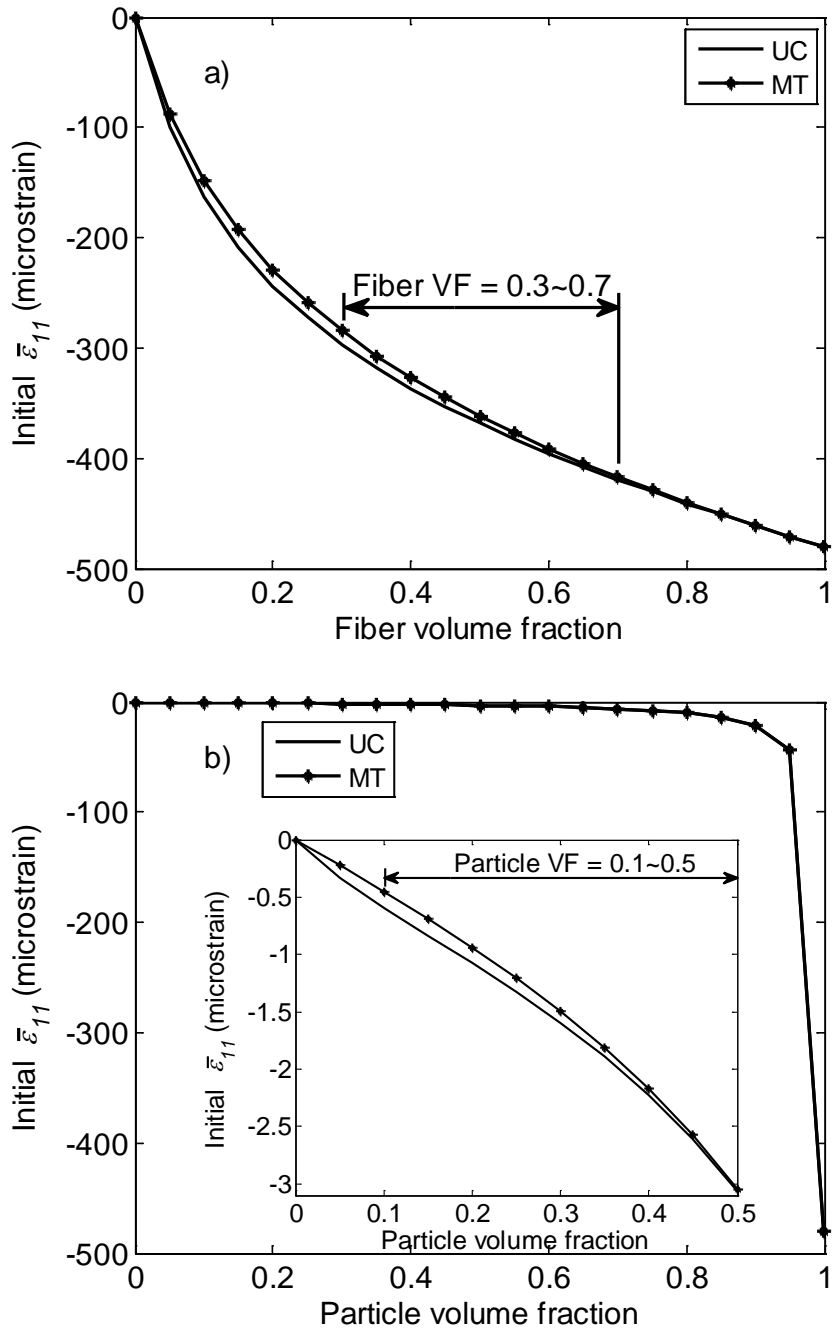 0
a)
UC
MT
-100
-200
Fiber VF = 0.3~0.7
-300
-400
-500
Initial ε̅11 (microstrain)
0 0.2 0.4 0.6 0.8 1
Fiber volume fraction
0
b)
UC
MT
-100
-200
-300
-400
-500
Initial ε̅11 (microstrain)
0
Particle VF = 0.1~0.5
-0.5
-1
-1.5
-2
-2.5
-3
Initial ε̅11 (microstrain)
0 0.1 0.2 0.3 0.4 0.5
Particle volume fraction
0 0.2 0.4 0.6 0.8 1
Particle volume fraction